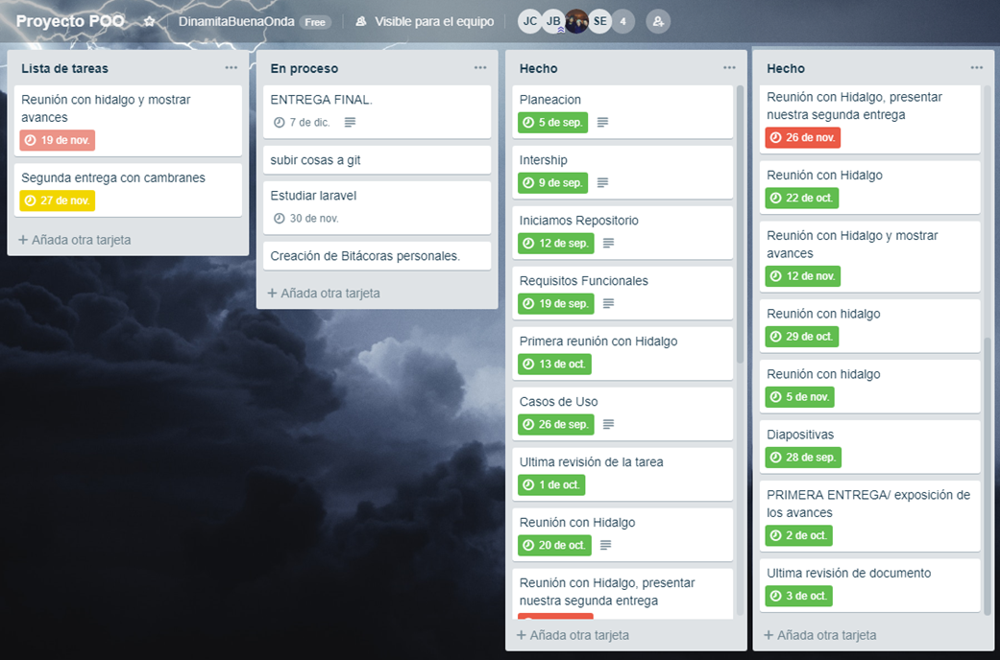 Proyecto POO
DinamitaBuenaOnda Free
Visible para el equipo
JC JB SE 4
Lista de tareas
Reunión con hidalgo y mostrar
avances
19 de nov.
Segunda entrega con cambranes
27 de nov.
+ Añada otra tarjeta
En proceso
ENTREGA FINAL.
7 de dic.
subir cosas a git
Estudiar laravel
30 de nov.
Creación de Bitácoras personales.
+ Añada otra tarjeta
Hecho
Planeacion
5 de sep.
Intership
9 de sep.
Iniciamos Repositorio
12 de sep.
Requisitos Funcionales
19 de sep.
Primera reunión con Hidalgo
13 de oct.
Casos de Uso
26 de sep.
Ultima revisión de la tarea
1 de oct.
Reunión con Hidalgo
20 de oct.
Reunión con Hidalgo, presentar
nuestra segunda entrega
+ Añada otra tarjeta
Hecho
Reunión con Hidalgo, presentar
nuestra segunda entrega
26 de nov.
Reunión con Hidalgo
22 de oct.
Reunión con Hidalgo y mostrar
avances
12 de nov.
Reunión con hidalgo
29 de oct.
Reunión con hidalgo
5 de nov.
Diapositivas
28 de sep.
PRIMERA ENTREGA/ exposición de
los avances
2 de oct.
Ultima revisión de documento
3 de oct.
+ Añada otra tarjeta